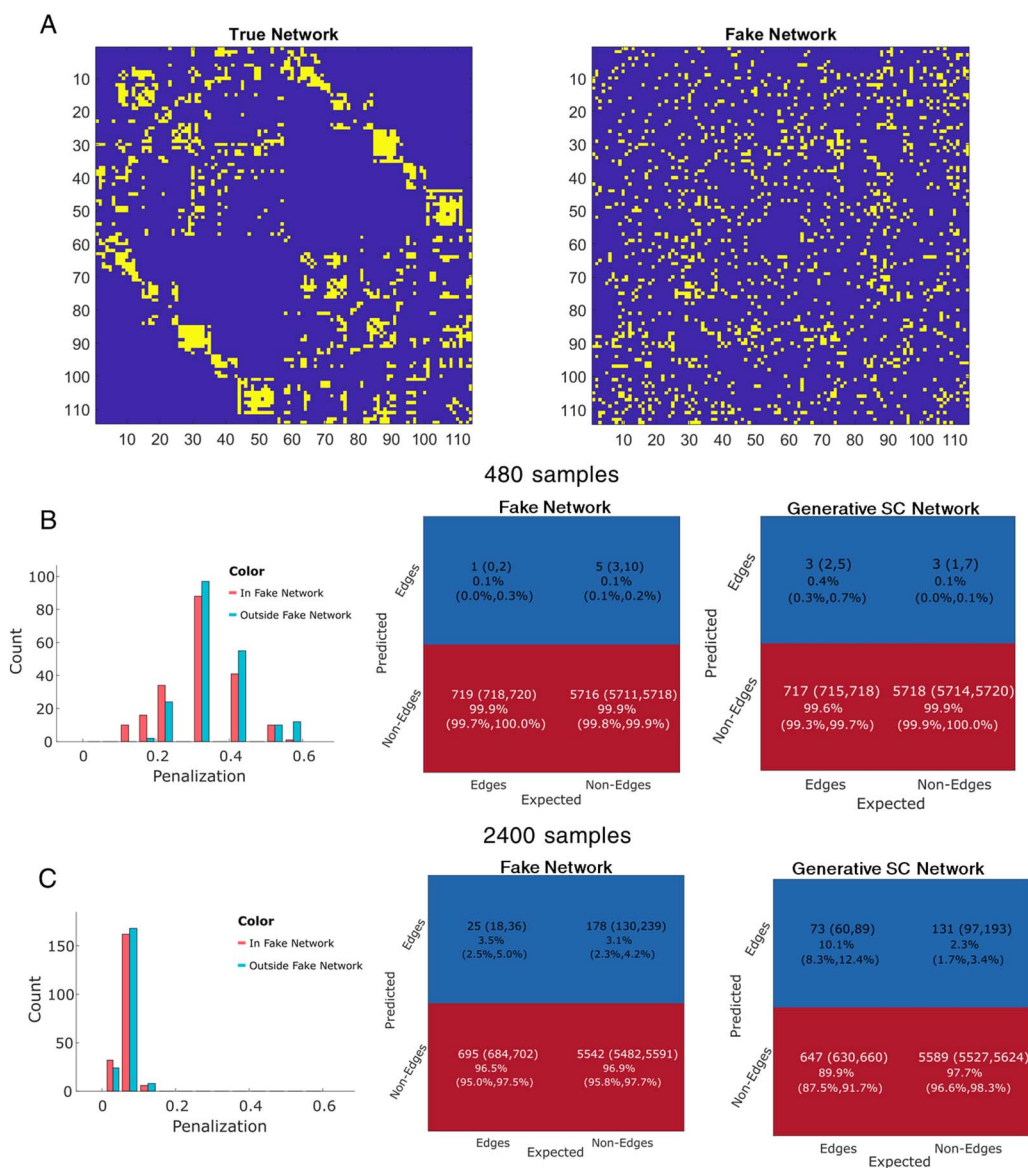 A
True Network
Fake Network
10
20
30
40
50
60
70
80
90
100
110
10 20 30 40 50 60 70 80 90 100 110
10
20
30
40
50
60
70
80
90
100
110
10 20 30 40 50 60 70 80 90 100 110
480 samples
B
Count
100
80
60
40
20
0
0 0.2 0.4 0.6
Penalization
Color
In Fake Network
Outside Fake Network
Fake Network
Predicted
Edges
Non-Edges
1 (0,2)
0.1%
(0.0%,0.3%)
5 (3,10)
0.1%
(0.1%,0.2%)
719 (718,720)
99.9%
(99.7%,100.0%)
5716 (5711,5718)
99.9%
(99.8%,99.9%)
Edges Non-Edges
Expected
Generative SC Network
Predicted
Edges
Non-Edges
3 (2,5)
0.4%
(0.3%,0.7%)
3 (1,7)
0.1%
(0.0%,0.1%)
717 (715,718)
99.6%
(99.3%,99.7%)
5718 (5714,5720)
99.9%
(99.9%,100.0%)
Edges Non-Edges
Expected
2400 samples
C
Count
150
100
50
0
0 0.2 0.4 0.6
Penalization
Color
In Fake Network
Outside Fake Network
Fake Network
Predicted
Edges
Non-Edges
25 (18,36)
3.5%
(2.5%,5.0%)
178 (130,239)
3.1%
(2.3%,4.2%)
695 (684,702)
96.5%
(95.0%,97.5%)
5542 (5482,5591)
96.9%
(95.8%,97.7%)
Edges Non-Edges
Expected
Generative SC Network
Predicted
Edges
Non-Edges
73 (60,89)
10.1%
(8.3%,12.4%)
131 (97,193)
2.3%
(1.7%,3.4%)
647 (630,660)
89.9%
(87.5%,91.7%)
5589 (5527,5624)
97.7%
(96.6%,98.3%)
Edges Non-Edges
Expected